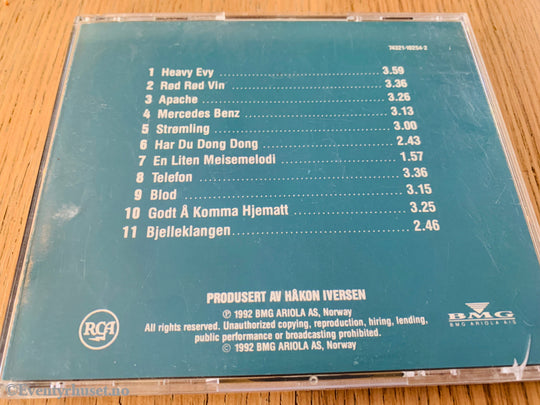 74321-10254-2
1 Heavy Evy 3.59
2 Rød Rød Vin 3.36
3 Apache 3.26
4 Mercedes Benz 3.13
5 Strømling 3.00
6 Har Du Dong Dong 2.43
7 En Liten Meisemelodi 1.57
8 Telefon 3.36
9 Blod 3.15
10 Godt Å Komma Hjematt 3.25
11 Bjelleklangen 2.46
PRODUSERT AV HÅKON IVERSEN
℗ 1992 BMG ARIOLA AS, Norway
All rights reserved. Unauthorized copying, reproduction, hiring, lending,
public performance or broadcasting prohibited.
© 1992 BMG ARIOLA AS, Norway
RCA
BMG
BMG ARIOLA A/S
©Eventyrhuset.no